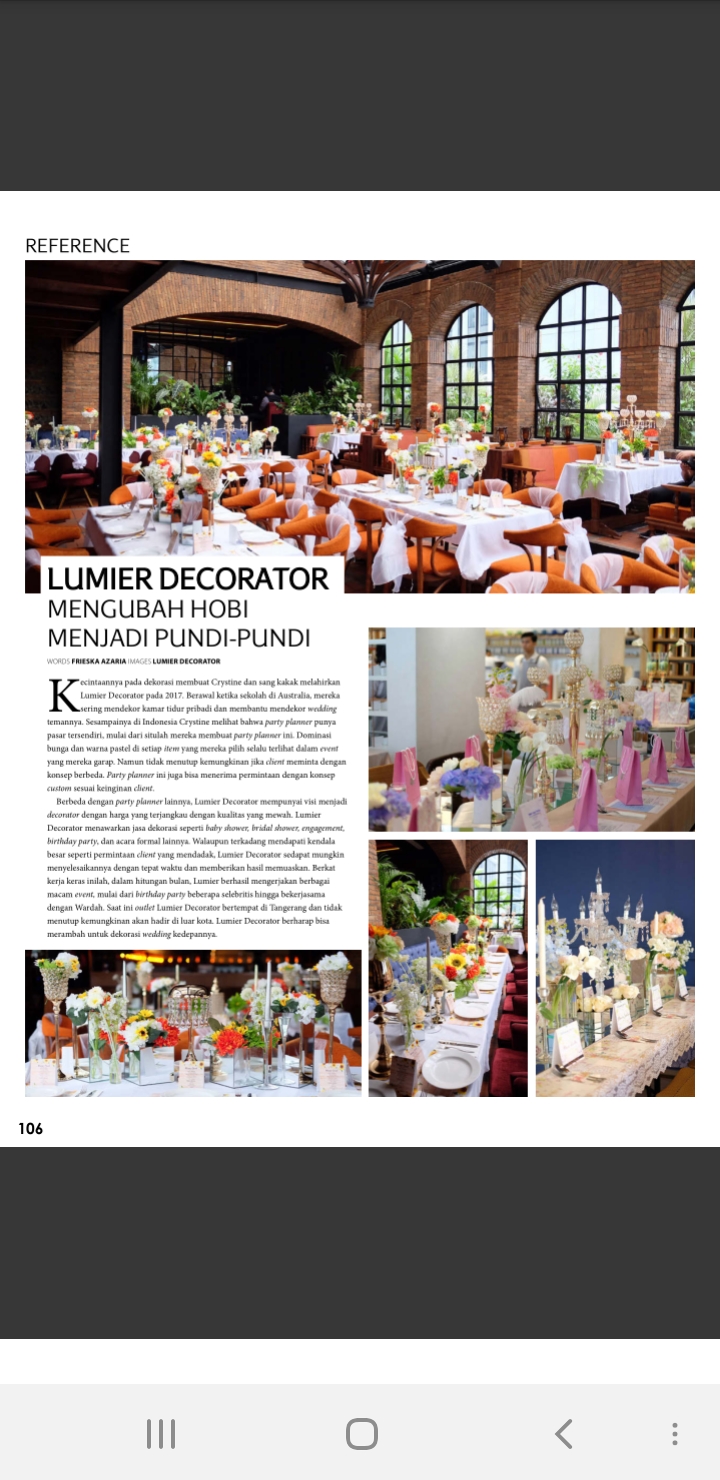 REFERENCE
LUMIER DECORATOR
MENGUBAH HOBI
MENJADI PUNDI-PUNDI
WORDS FRIESKA AZARIA IMAGES LUMIER DECORATOR
Kecintaannya pada dekorasi membuat Crystine dan sang kakak melahirkan
Lumier Decorator pada 2017. Berawal ketika sekolah di Australia, mereka
sering mendekor kamar tidur pribadi dan membantu mendekor wedding
temannya. Sesampainya di Indonesia Crystine melihat bahwa party planner punya
pasar tersendiri, mulai dari situlah mereka membuat party planner ini. Dominasi
bunga dan warna pastel di setiap item yang mereka pilih selalu terlihat dalam event
yang mereka garap. Namun tidak menutup kemungkinan jika client meminta dengan
konsep berbeda. Party planner ini juga bisa menerima permintaan dengan konsep
custom sesuai keinginan client.
Berbeda dengan party planner lainnya, Lumier Decorator mempunyai visi menjadi
decorator dengan harga yang terjangkau dengan kualitas yang mewah. Lumier
Decorator menawarkan jasa dekorasi seperti baby shower, bridal shower, engagement,
birthday party, dan acara formal lainnya. Walaupun terkadang mendapati kendala
besar seperti permintaan client yang mendadak, Lumier Decorator sedapat mungkin
menyelesaikannya dengan tepat waktu dan memberikan hasil memuaskan. Berkat
kerja keras inilah, dalam hitungan bulan, Lumier berhasil mengerjakan berbagai
macam event, mulai dari birthday party beberapa selebritis hingga bekerjasama
dengan Wardah. Saat ini outlet Lumier Decorator bertempat di Tangerang dan tidak
menutup kemungkinan akan hadir di luar kota. Lumier Decorator berharap bisa
merambah untuk dekorasi wedding kedepannya.
106